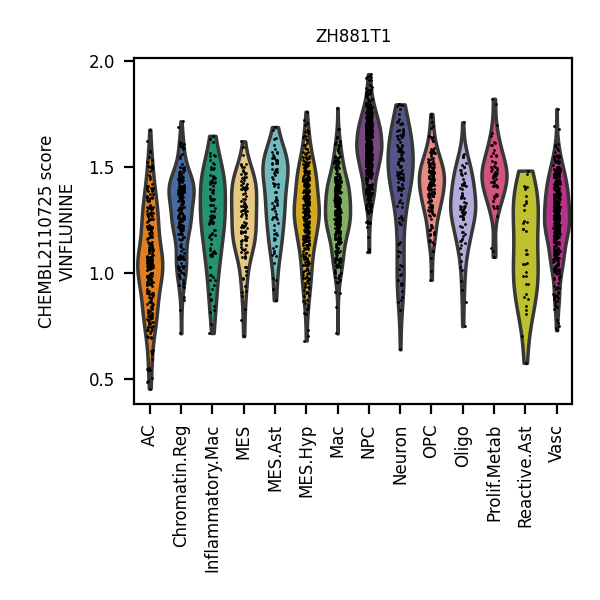 ZH881T1
CHEMBL2110725 score
VINFLUNINE
2.0
1.5
1.0
0.5
AC
Chromatin.Reg
Inflammatory.Mac
MES
MES.Ast
MES.Hyp
Mac
NPC
Neuron
OPC
Oligo
Prolif.Metab
Reactive.Ast
Vasc